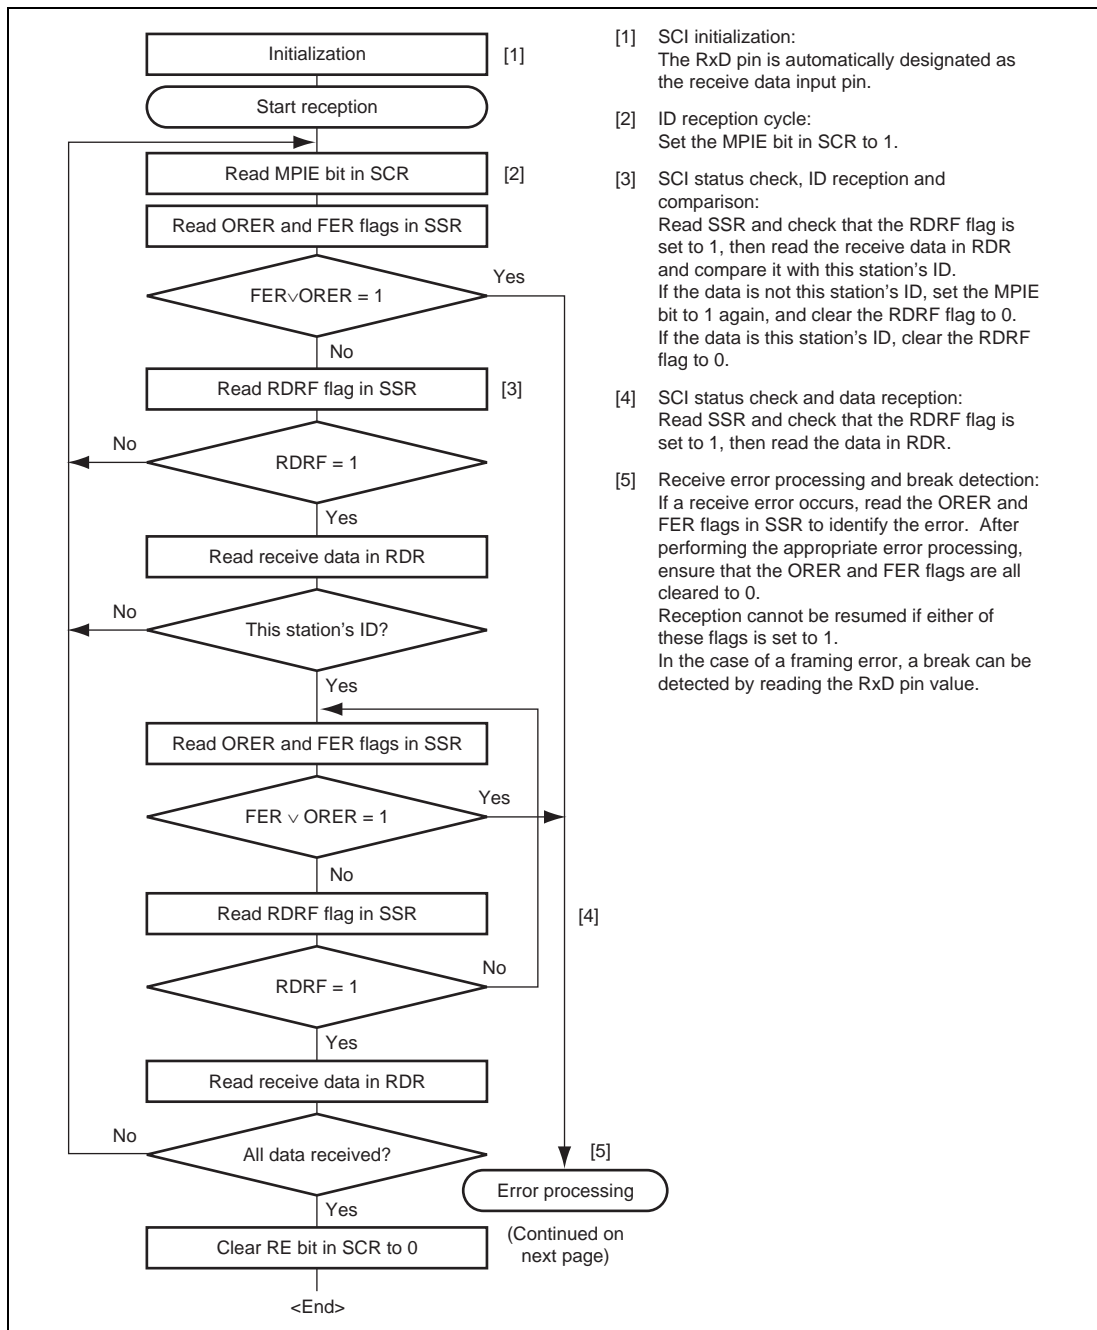 Initialization
[1]
Start reception
Read MPIE bit in SCR
[2]
Read ORER and FER flags in SSR
FER∨ORER = 1
Yes
No
Read RDRF flag in SSR
[3]
No
RDRF = 1
Yes
Read receive data in RDR
No
This station's ID?
Yes
Read ORER and FER flags in SSR
FER ∨ ORER = 1
Yes
No
Read RDRF flag in SSR
[4]
RDRF = 1
No
Yes
Read receive data in RDR
No
All data received?
[5]
Error processing
(Continued on
next page)
Yes
Clear RE bit in SCR to 0
<End>
[1] SCI initialization:
The RxD pin is automatically designated as
the receive data input pin.
[2] ID reception cycle:
Set the MPIE bit in SCR to 1.
[3] SCI status check, ID reception and
comparison:
Read SSR and check that the RDRF flag is
set to 1, then read the receive data in RDR
and compare it with this station's ID.
If the data is not this station's ID, set the MPIE
bit to 1 again, and clear the RDRF flag to 0.
If the data is this station's ID, clear the RDRF
flag to 0.
[4] SCI status check and data reception:
Read SSR and check that the RDRF flag is
set to 1, then read the data in RDR.
[5] Receive error processing and break detection:
If a receive error occurs, read the ORER and
FER flags in SSR to identify the error. After
performing the appropriate error processing,
ensure that the ORER and FER flags are all
cleared to 0.
Reception cannot be resumed if either of
these flags is set to 1.
In the case of a framing error, a break can be
detected by reading the RxD pin value.